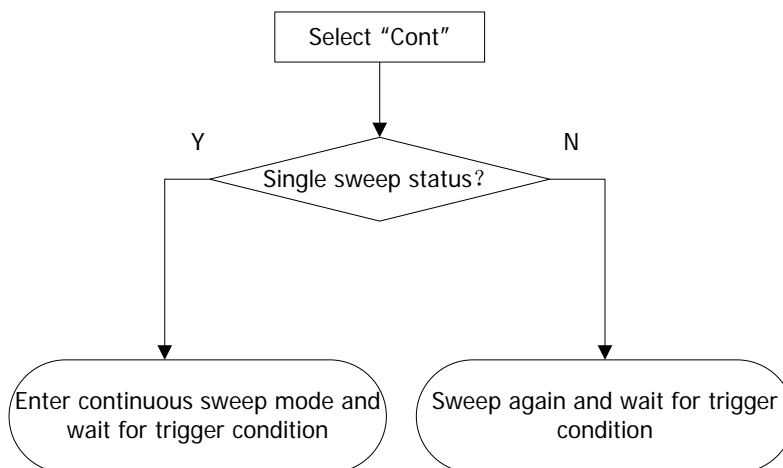 Select “Cont”
Y
N
Single sweep status？
Enter continuous sweep mode and
wait for trigger condition
Sweep again and wait for trigger
condition